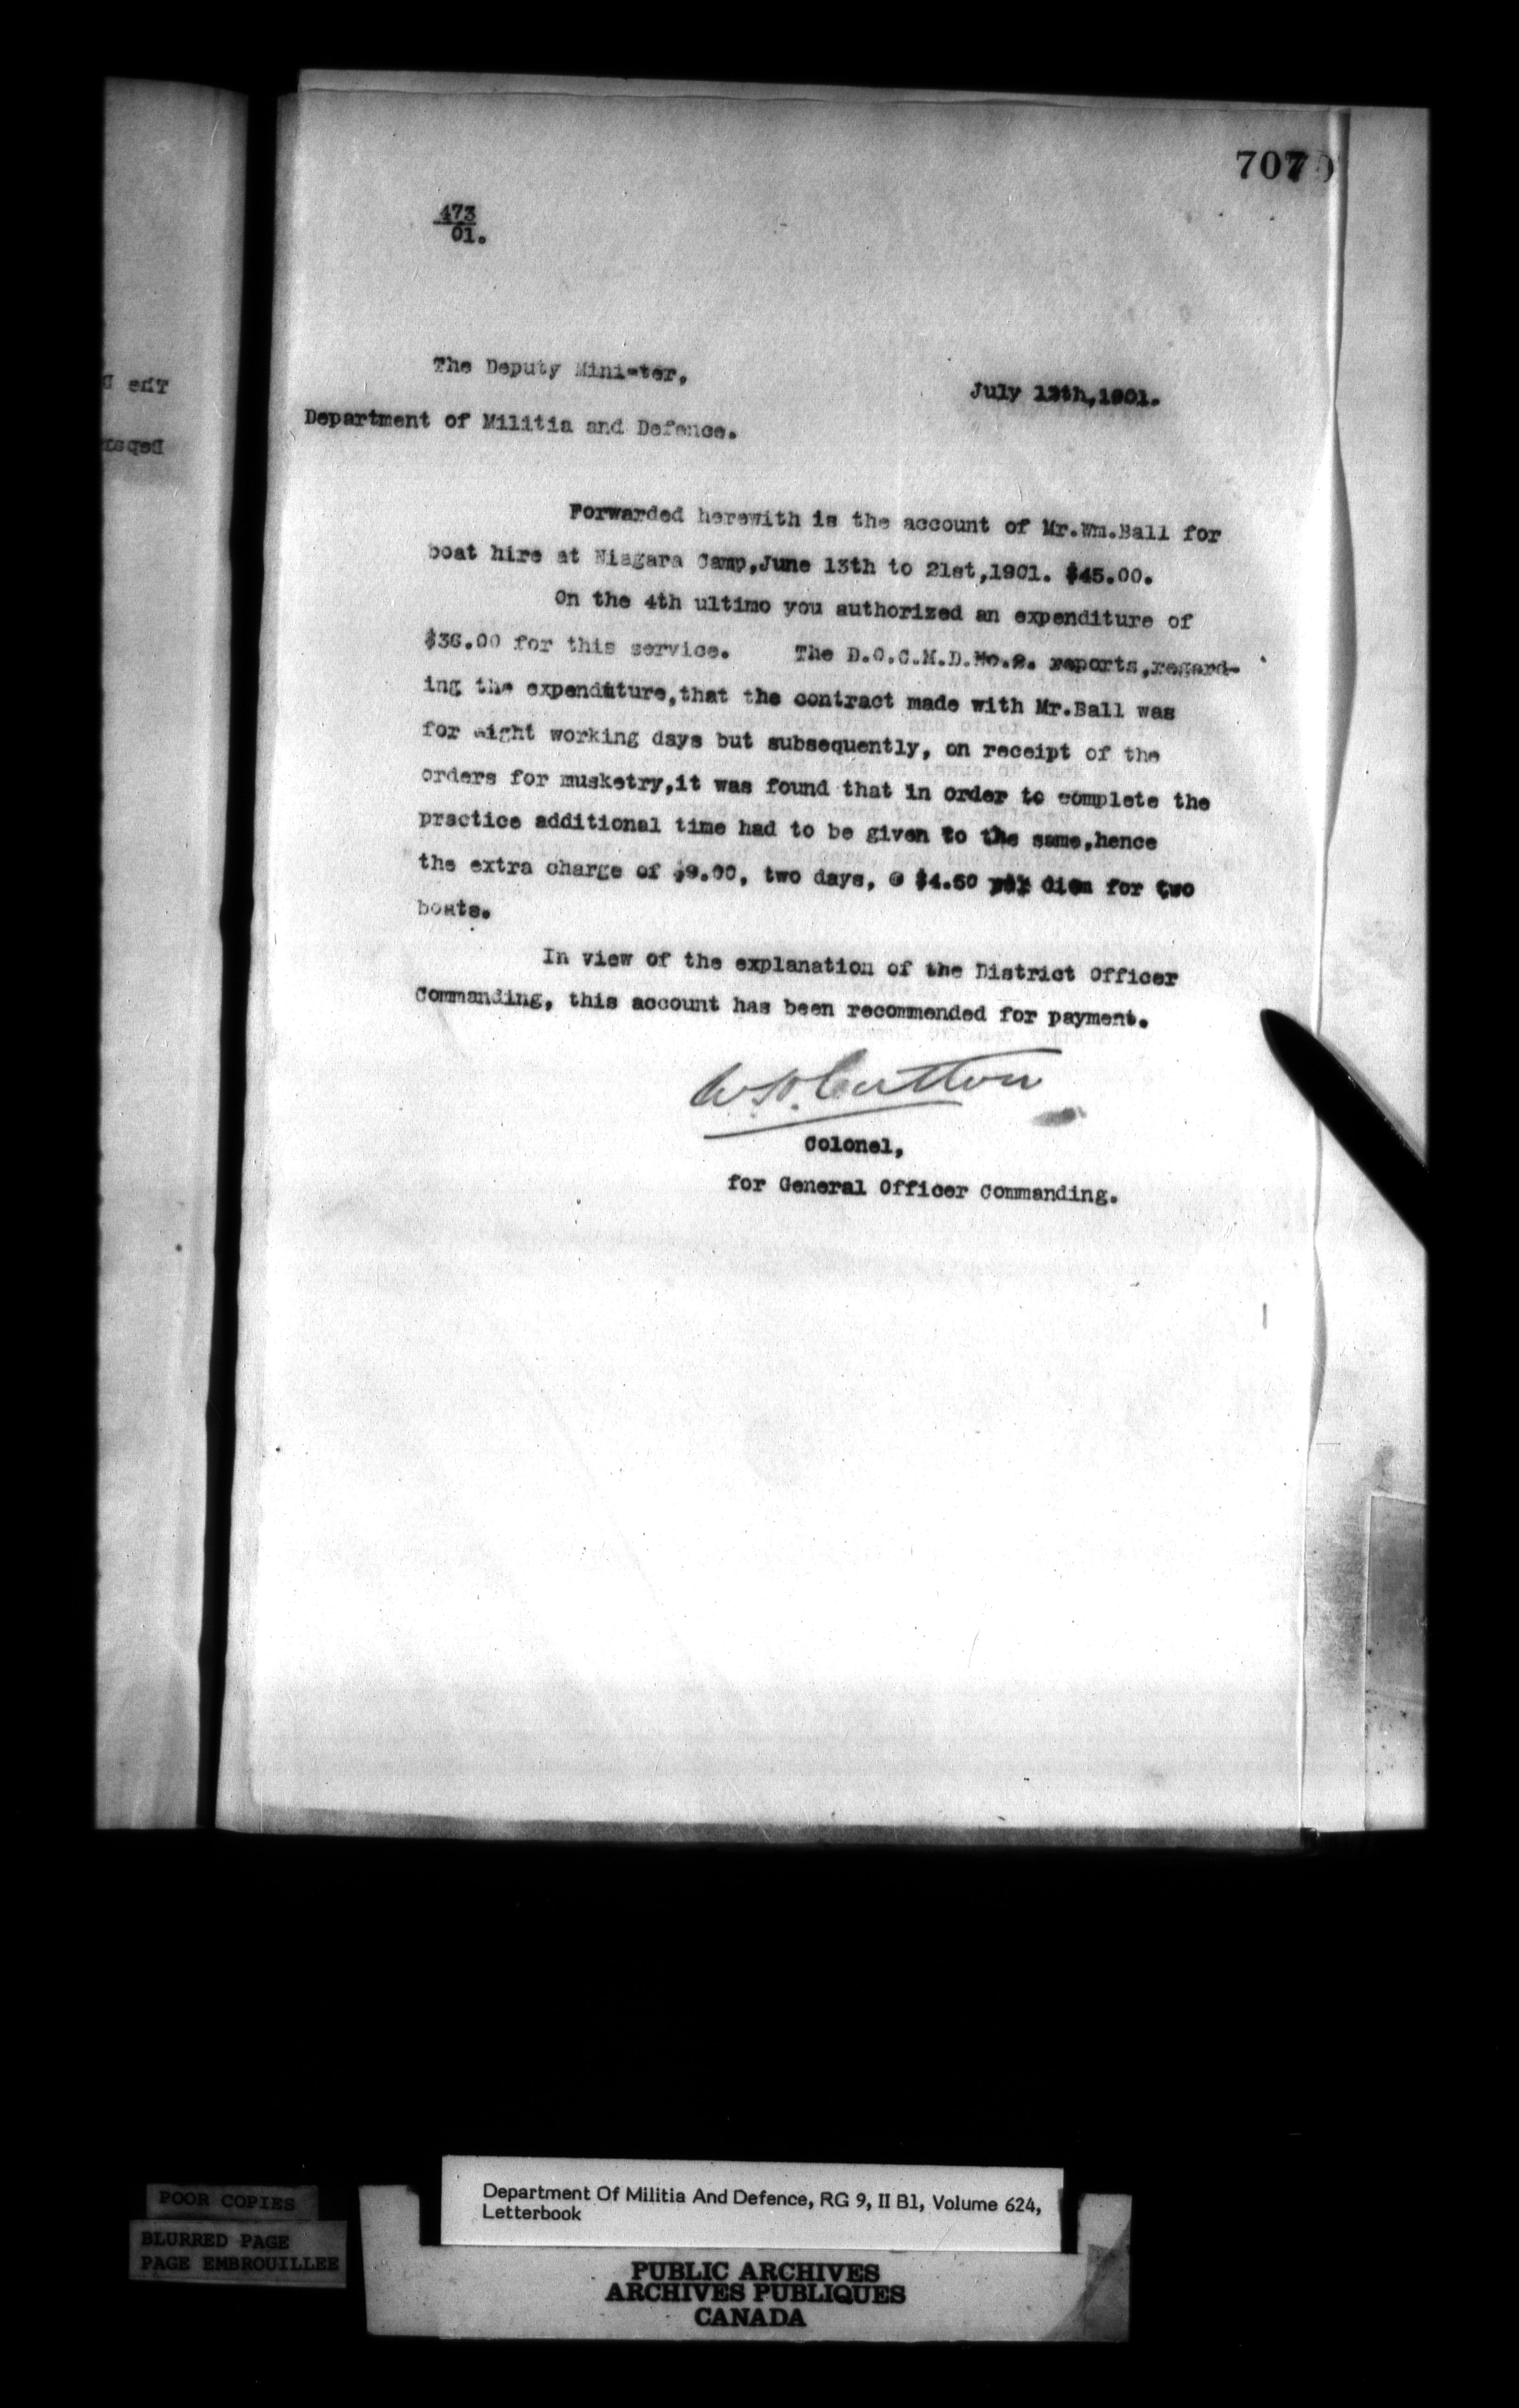 707
473
01.
The Deputy Minister,
July 12th,1901.
Department of Militia and Defence.
Forwarded herewith is the account of Mr.Wm.Ball for
boat hire at Niagara Camp,June 13th to 21st,1901. $45.00.
On the 4th ultimo you authorized an expenditure of
$36.00 for this service. The D.O.C.M.D.No.2. reports,regard-
ing the expenditure,that the contract made with Mr.Ball was
for eight working days but subsequently, on receipt of the
orders for musketry,it was found that in order to complete the
practice additional time had to be given to the same,hence
the extra charge of $9.00, two days, @ $4.50 per diem for two
boats.
In view of the explanation of the District Officer
Commanding, this account has been recommended for payment.
Colonel,
for General Officer Commanding.
POOR COPIES
BLURRED PAGE
PAGE EMBROUILLEE
Department Of Militia And Defence, RG 9, II B1, Volume 624,
Letterbook
PUBLIC ARCHIVES
ARCHIVES PUBLIQUES
CANADA